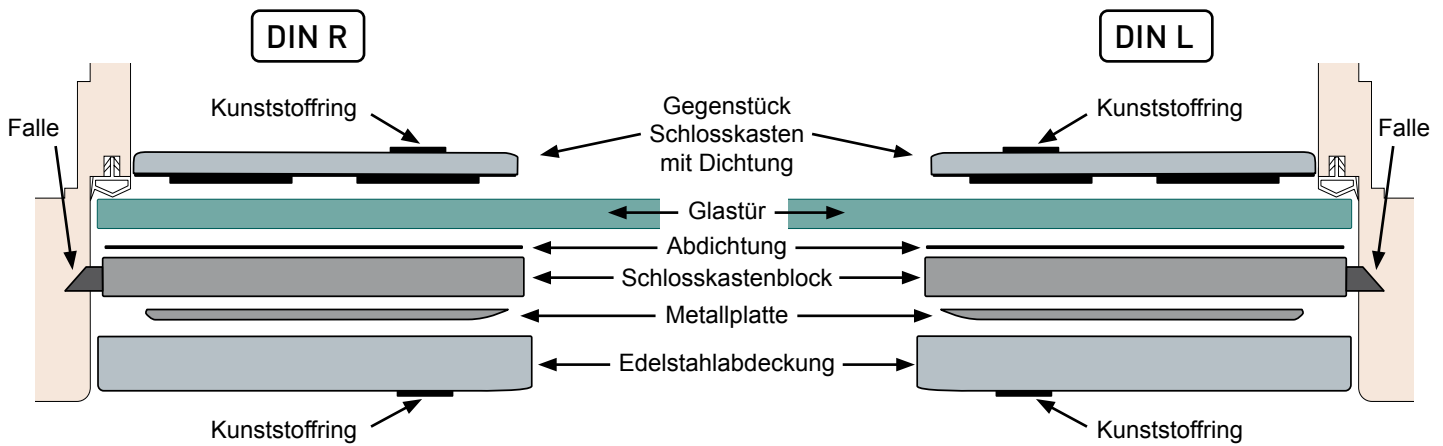 DIN R
DIN L
Kunststoffring
Gegenstück
Schlosskasten
mit Dichtung
Kunststoffring
Falle
Falle
Glastür
Abdichtung
Schlosskastenblock
Metallplatte
Edelstahlabdeckung
Kunststoffring
Kunststoffring